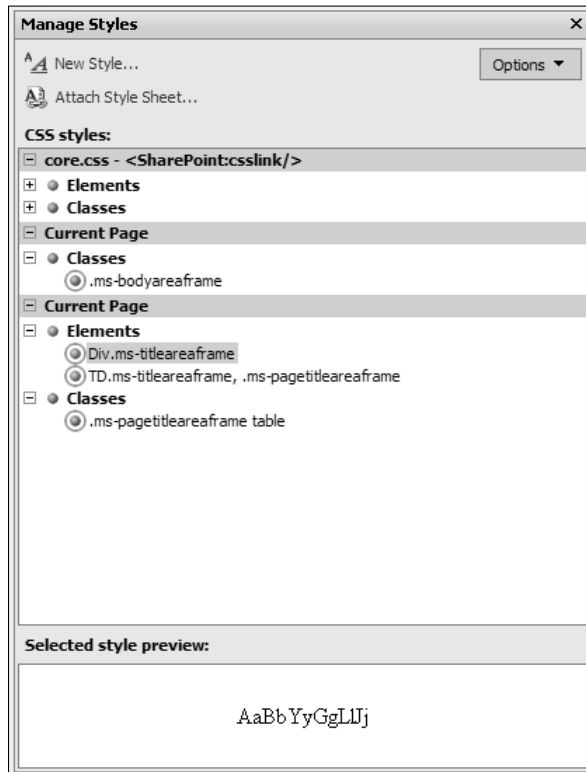 Manage Styles
New Style...
Options
Attach Style Sheet...
CSS styles:
core.css - <SharePoint:csslink/>
Elements
Classes
Current Page
Classes
.ms-bodyareaframe
Current Page
Elements
Div.ms-titleareaframe
TD.ms-titleareaframe, .ms-pagetitleareaframe
Classes
.ms-pagetitleareaframe table
Selected style preview:
AaBbYyGgLlJj